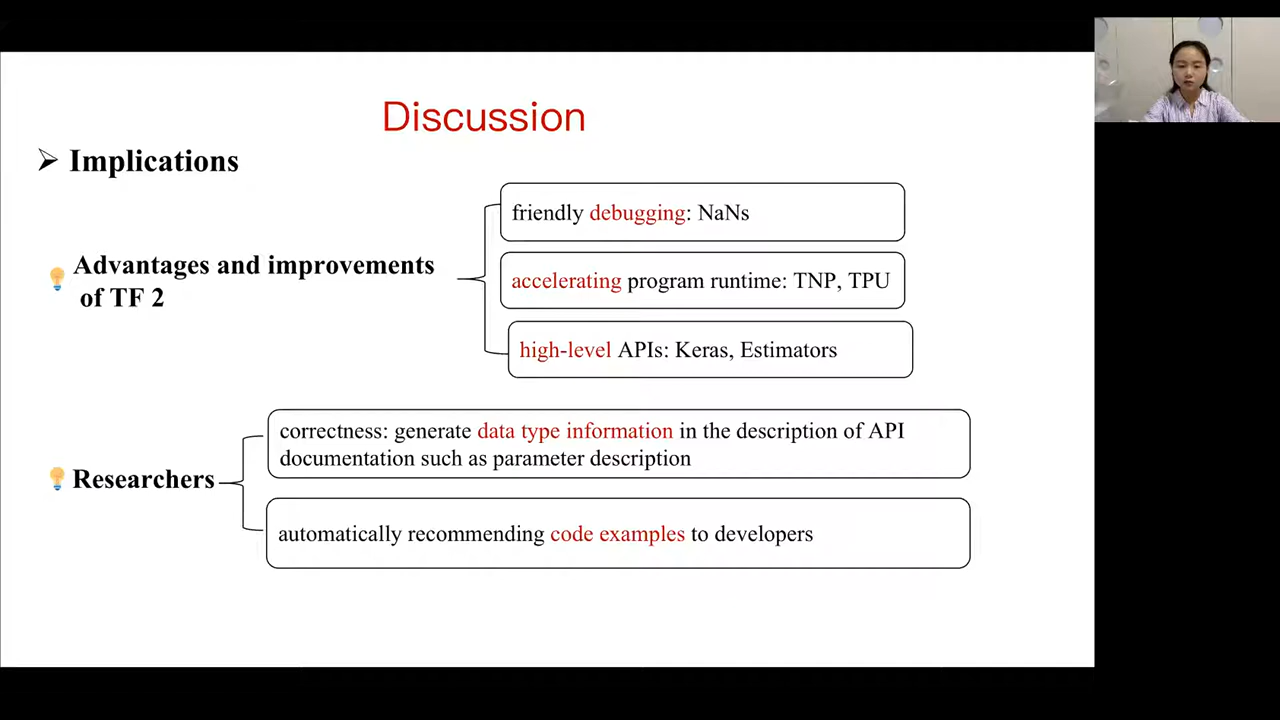 Discussion
Implications
Advantages and improvements
of TF 2
friendly debugging: NaNs
accelerating program runtime: TNP, TPU
high-level APIs: Keras, Estimators
Researchers
correctness: generate data type information in the description of API
documentation such as parameter description
automatically recommending code examples to developers